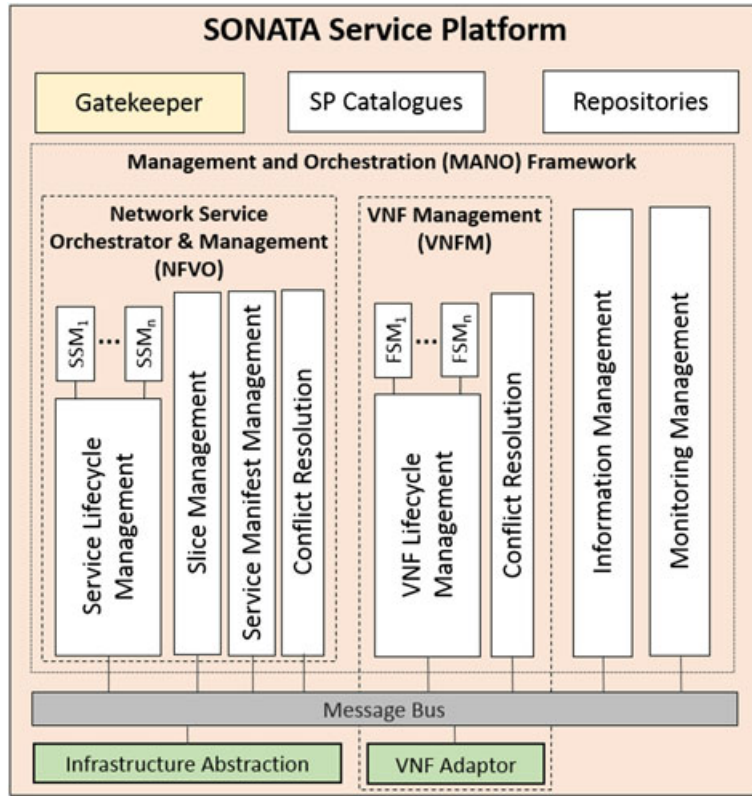 SONATA Service Platform
Gatekeeper
SP Catalogues
Repositories
Management and Orchestration (MANO) Framework
Network Service
Orchestrator & Management
(NFVO)
VNF Management
(VNFM)
SSM1
...
SSMn
Service Lifecycle
Management
Slice Management
Service Manifest Management
Conflict Resolution
FSM1
...
FSMn
VNF Lifecycle
Management
Conflict Resolution
Information Management
Monitoring Management
Message Bus
Infrastructure Abstraction
VNF Adaptor